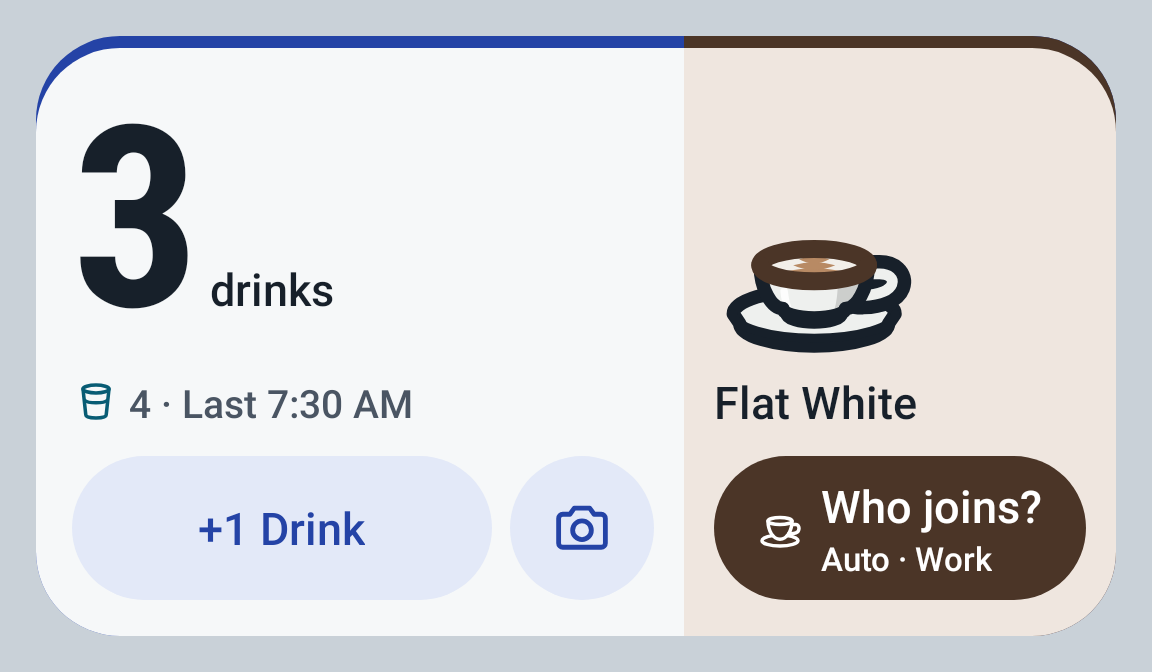 3 drinks
4 · Last 7:30 AM
+1 Drink
Flat White
Who joins?
Auto · Work